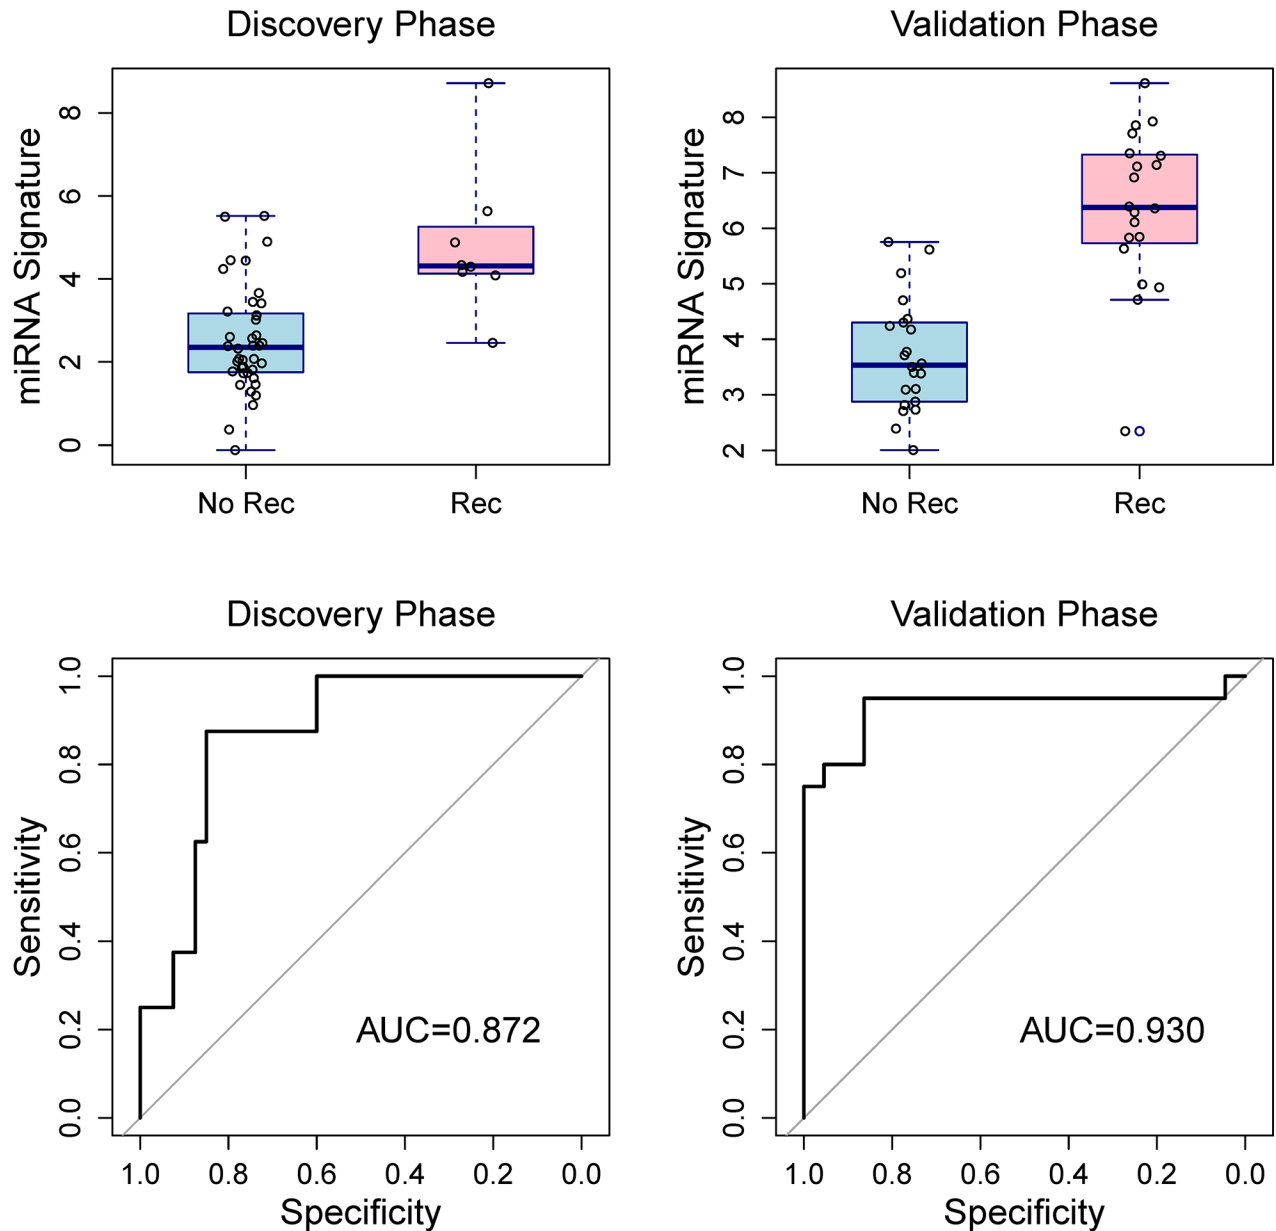 Discovery Phase
miRNA Signature
8
6
4
2
0
No Rec
Rec
Validation Phase
miRNA Signature
8
7
6
5
4
3
2
No Rec
Rec
Discovery Phase
Sensitivity
1.0
0.8
0.6
0.4
0.2
0.0
AUC=0.872
1.0 0.8 0.6 0.4 0.2 0.0
Specificity
Validation Phase
Sensitivity
1.0
0.8
0.6
0.4
0.2
0.0
AUC=0.930
1.0 0.8 0.6 0.4 0.2 0.0
Specificity